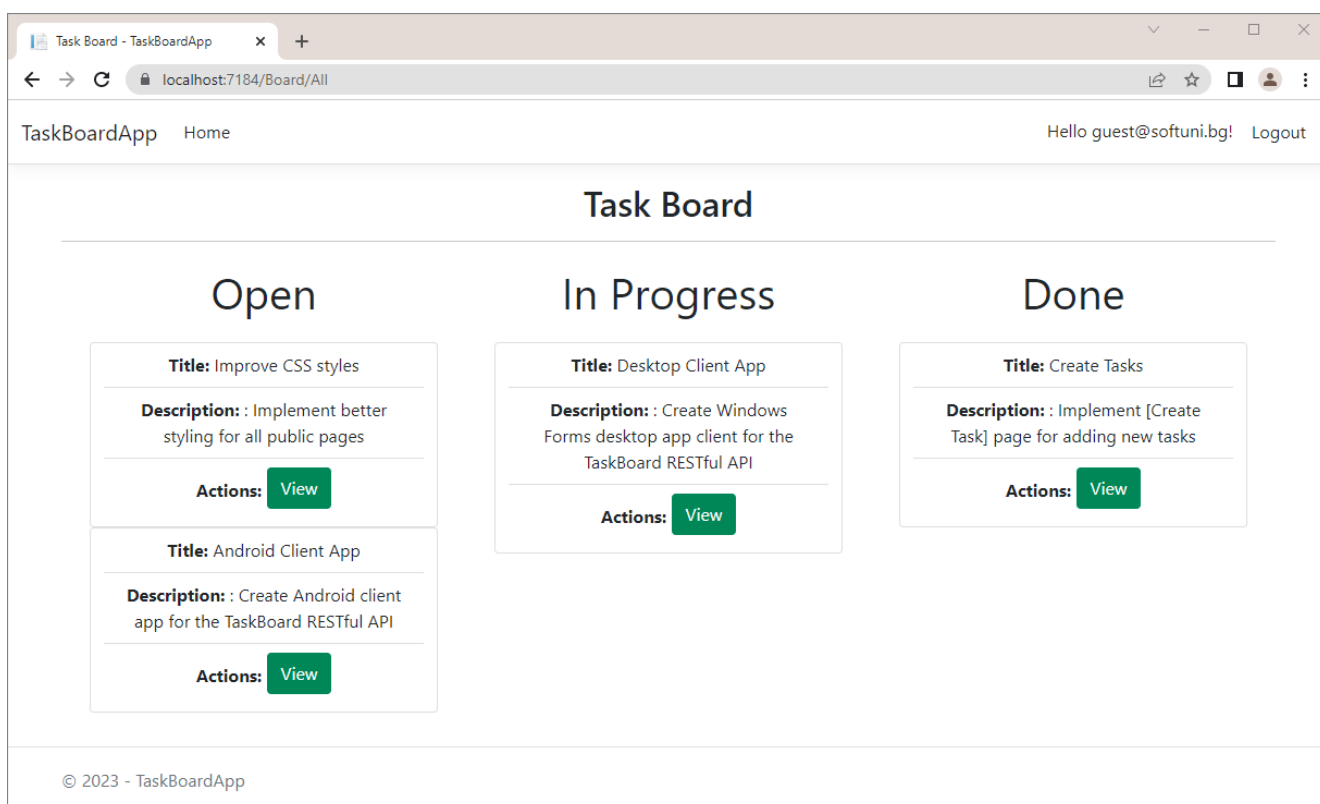 Task Board - TaskBoardApp
localhost:7184/Board/All
TaskBoardApp Home Hello guest@softuni.bg! Logout
Task Board
Open
Title: Improve CSS styles
Description: : Implement better
styling for all public pages
Actions: View
Title: Android Client App
Description: : Create Android client
app for the TaskBoard RESTful API
Actions: View
In Progress
Title: Desktop Client App
Description: : Create Windows
Forms desktop app client for the
TaskBoard RESTful API
Actions: View
Done
Title: Create Tasks
Description: : Implement [Create
Task] page for adding new tasks
Actions: View
© 2023 - TaskBoardApp